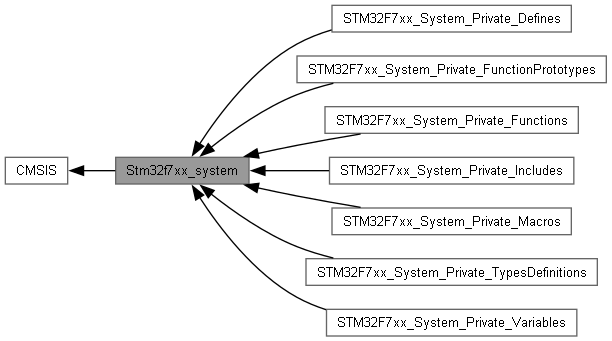 STM32F7xx_System_Private_Defines
STM32F7xx_System_Private_FunctionPrototypes
STM32F7xx_System_Private_Functions
CMSIS
Stm32f7xx_system
STM32F7xx_System_Private_Includes
STM32F7xx_System_Private_Macros
STM32F7xx_System_Private_TypesDefinitions
STM32F7xx_System_Private_Variables